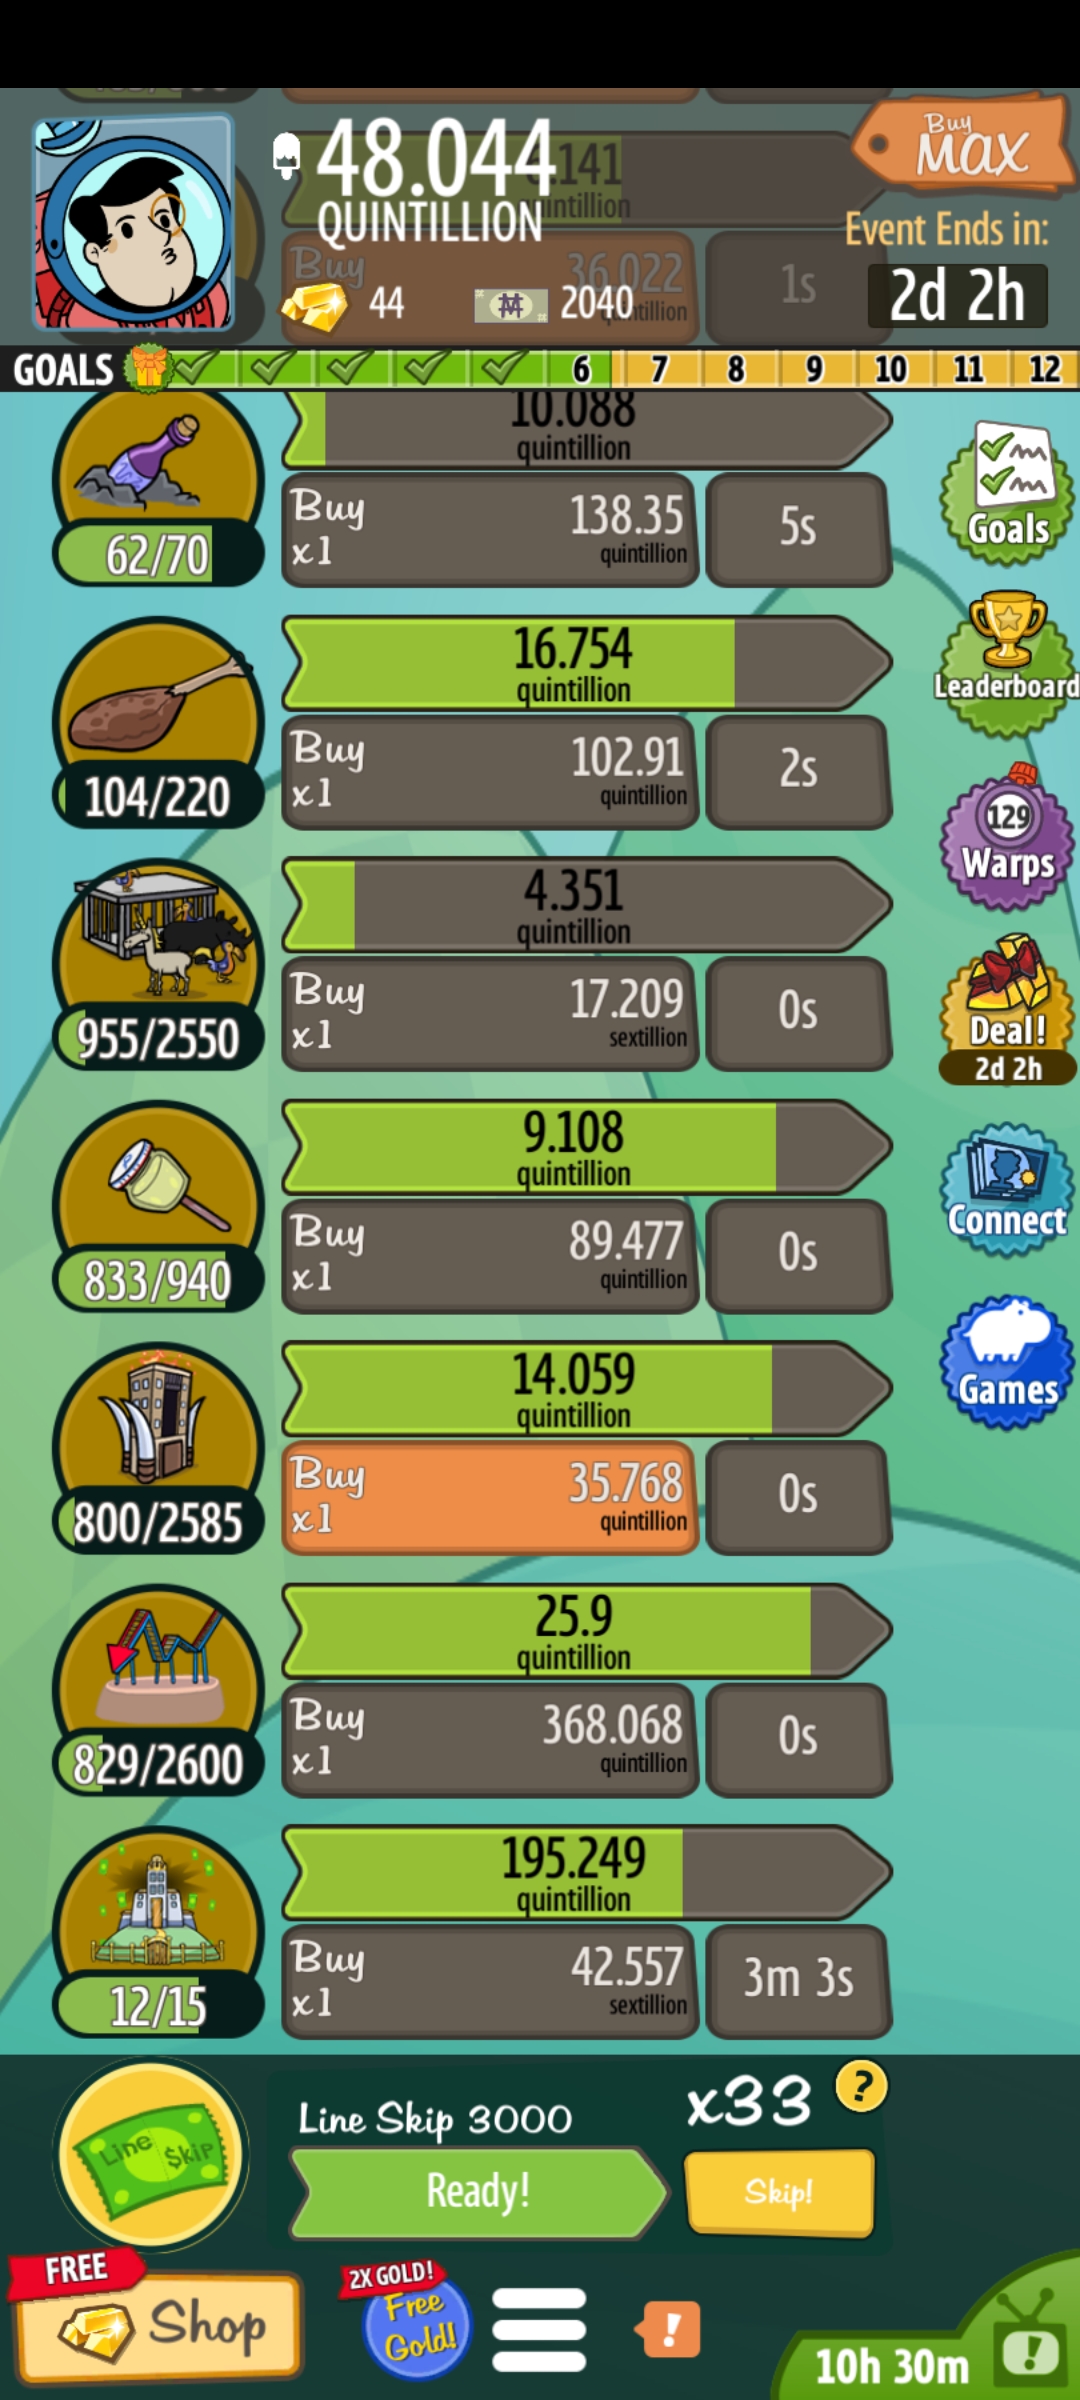 48.044
QUINTILLION
Buy
MAX
Event Ends in:
2d 2h
44
2040
.141
quintillion
Buy
36.022
1s
GOALS 6 7 8 9 10 11 12
10.088
quintillion
62/70
Buy
x1
138.35
quintillion
5s
Goals
16.754
quintillion
104/220
Buy
x1
102.91
quintillion
2s
Leaderboard
4.351
quintillion
955/2550
Buy
x1
17.209
sextillion
0s
129
Warps
Deal!
2d 2h
9.108
quintillion
833/940
Buy
x1
89.477
quintillion
0s
Connect
14.059
quintillion
800/2585
Buy
x1
35.768
quintillion
0s
Games
25.9
quintillion
829/2600
Buy
x1
368.068
quintillion
0s
195.249
quintillion
12/15
Buy
x1
42.557
sextillion
3m 3s
Line $kip
Line Skip 3000
x33
?
Ready!
Skip!
FREE
Shop
2X GOLD!
Free
Gold!
!
10h 30m
!